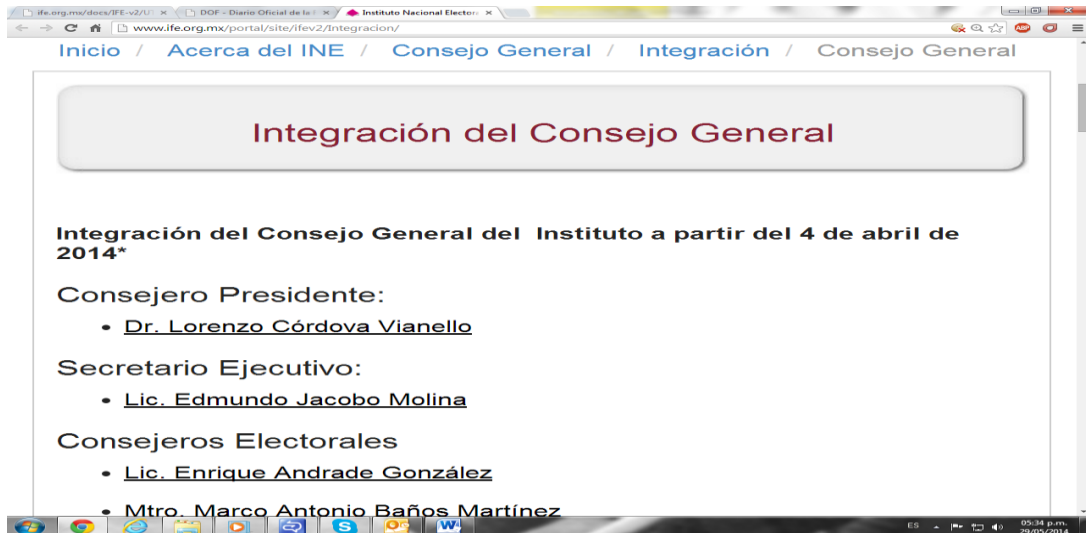 ife.org.mx/docs/IFE-v2/U
DOF - Diario Oficial de la
Instituto Nacional Elector
www.ife.org.mx/portal/site/ifev2/Integracion/
ABP
Inicio / Acerca del INE / Consejo General / Integración / Consejo General
Integración del Consejo General
Integración del Consejo General del Instituto a partir del 4 de abril de
2014*
Consejero Presidente:
• Dr. Lorenzo Córdova Vianello
Secretario Ejecutivo:
• Lic. Edmundo Jacobo Molina
Consejeros Electorales
• Lic. Enrique Andrade González
• Mtro. Marco Antonio Baños Martínez
ES
05:34 p.m.
29/05/2014